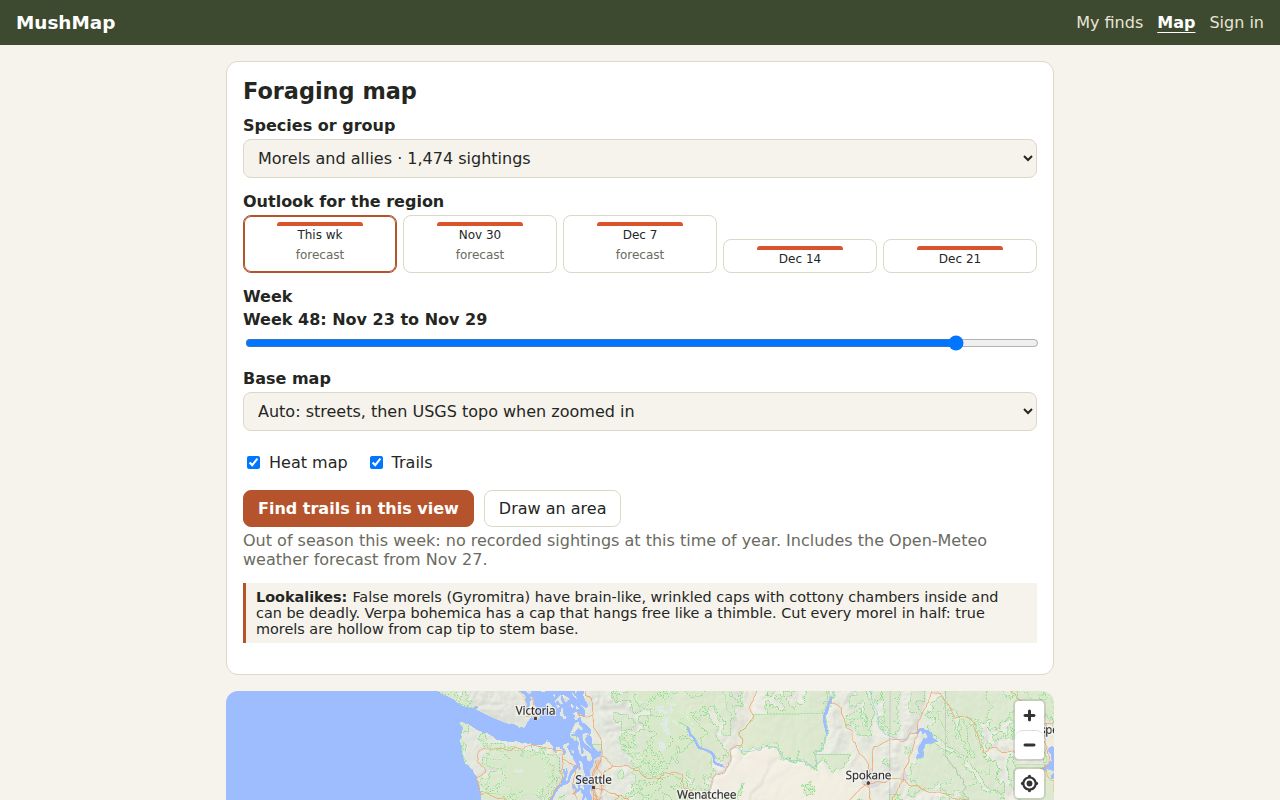 MushMap
My finds Map Sign in
Foraging map
Species or group
Morels and allies · 1,474 sightings
Outlook for the region
This wk
forecast
Nov 30
forecast
Dec 7
forecast
Dec 14
Dec 21
Week
Week 48: Nov 23 to Nov 29
Base map
Auto: streets, then USGS topo when zoomed in
Heat map Trails
Find trails in this view Draw an area
Out of season this week: no recorded sightings at this time of year. Includes the Open-Meteo
weather forecast from Nov 27.
Lookalikes: False morels (Gyromitra) have brain-like, wrinkled caps with cottony chambers inside and
can be deadly. Verpa bohemica has a cap that hangs free like a thimble. Cut every morel in half: true
morels are hollow from cap tip to stem base.
Victoria
Seattle
Spokane
Wenatchee